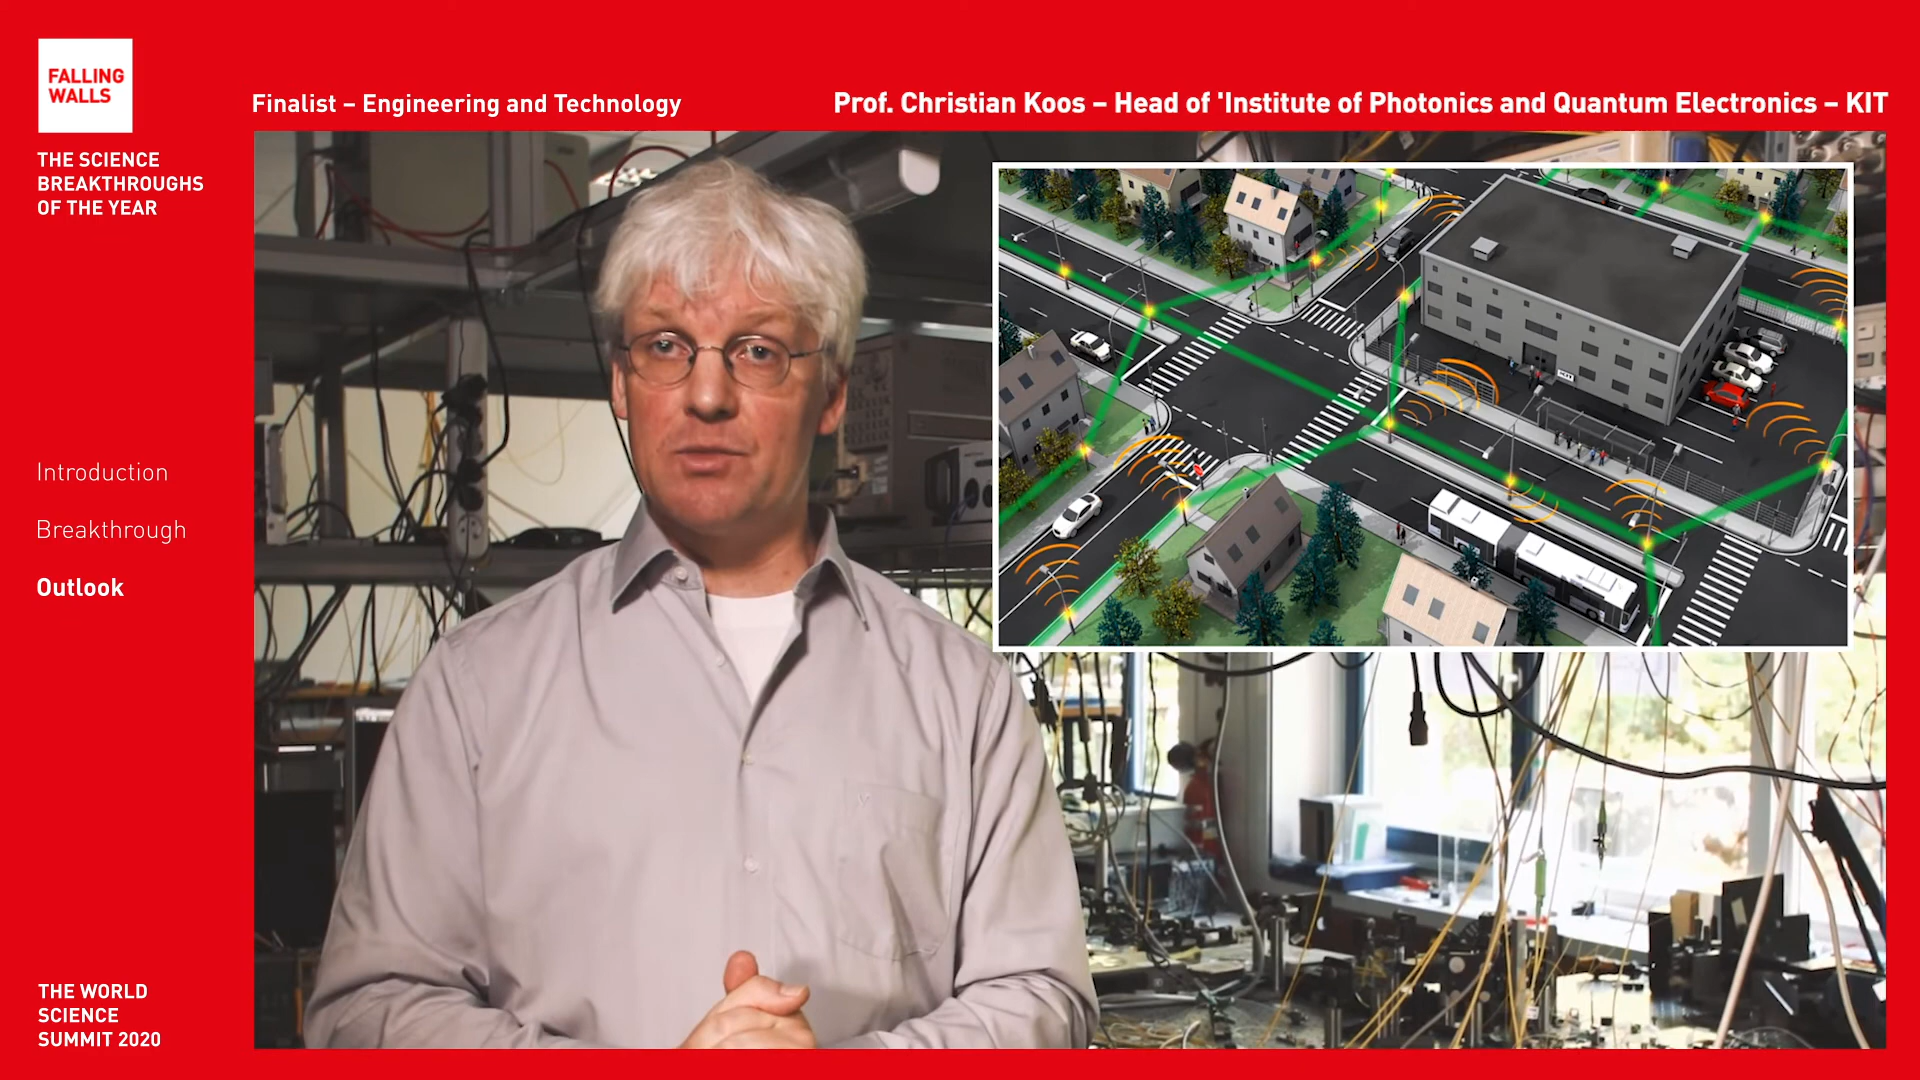 FALLING
WALLS
THE SCIENCE
BREAKTHROUGHS
OF THE YEAR
Finalist – Engineering and Technology
Prof. Christian Koos – Head of 'Institute of Photonics and Quantum Electronics – KIT
Introduction
Breakthrough
Outlook
THE WORLD
SCIENCE
SUMMIT 2020